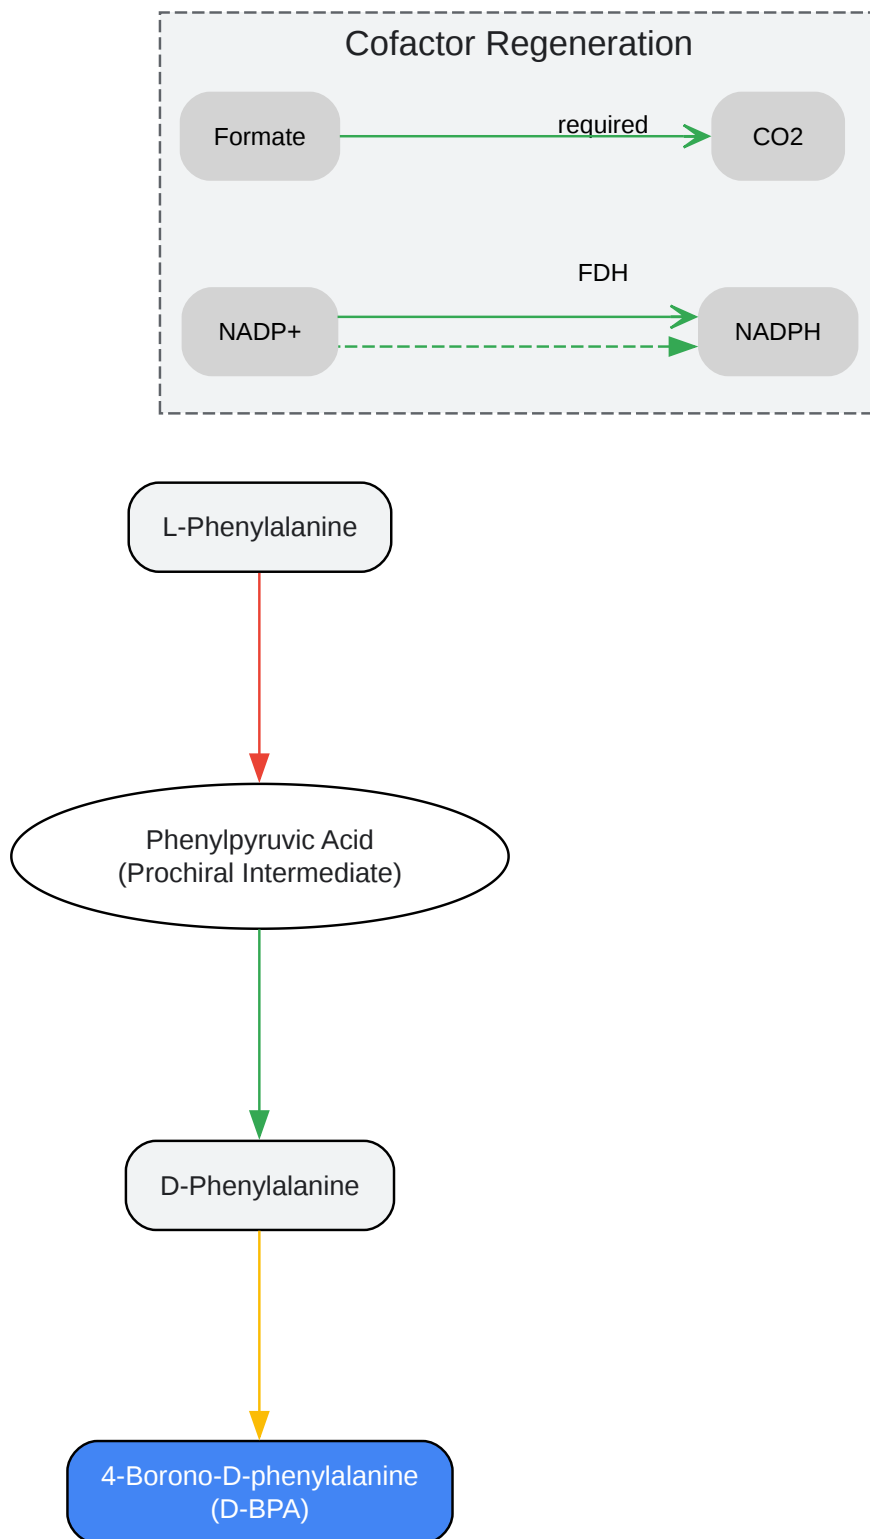 Cofactor Regeneration
Formate
required
CO2
FDH
NADP+
NADPH
L-Phenylalanine
Phenylpyruvic Acid
(Prochiral Intermediate)
D-Phenylalanine
4-Borono-D-phenylalanine
(D-BPA)